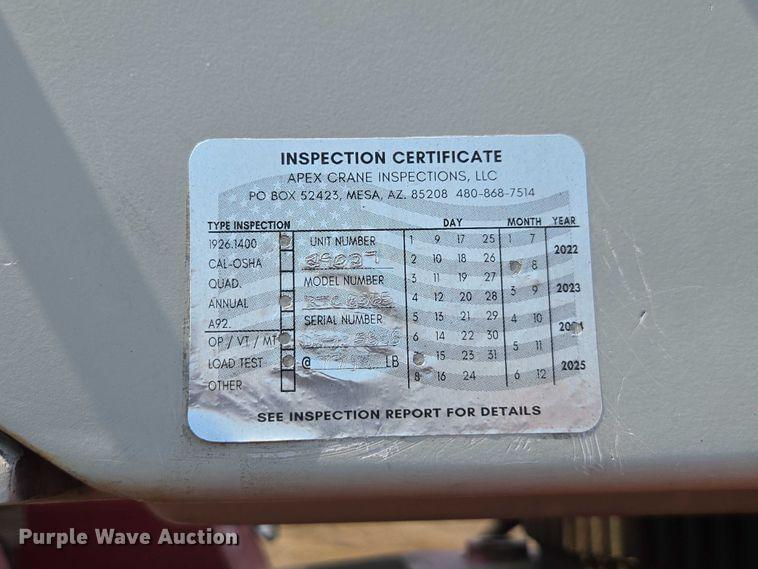 INSPECTION CERTIFICATE
APEX CRANE INSPECTIONS, LLC
PO BOX 52423, MESA, AZ. 85208 480-868-7514
TYPE INSPECTION DAY MONTH YEAR
1926.1400 UNIT NUMBER 1 9 17 25 1 7
CAL-OSHA 2 10 18 26 2022
QUAD. MODEL NUMBER 3 11 19 27 8
ANNUAL 4 12 20 28 3 9 2023
A92. SERIAL NUMBER 5 13 21 29 4 10
OP / VT / MT 6 14 22 30
LOAD TEST @ LB 15 23 31 5 11 2025
OTHER 8 16 24 6 12
SEE INSPECTION REPORT FOR DETAILS
Purple Wave Auction